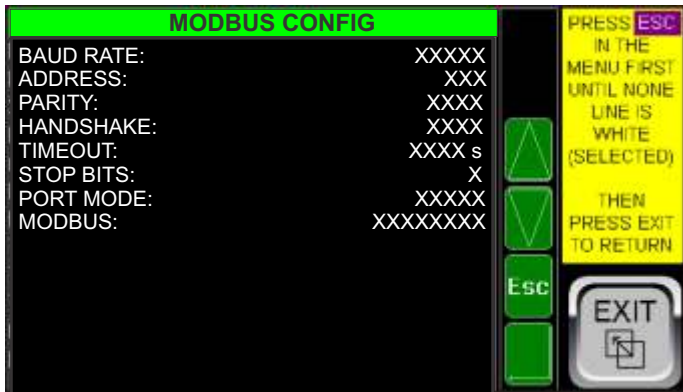 MODBUS CONFIG
BAUD RATE: XXXXX
ADDRESS: XXX
PARITY: XXXX
HANDSHAKE: XXXX
TIMEOUT: XXXX s
STOP BITS: X
PORT MODE: XXXXX
MODBUS: XXXXXXXX
Esc
PRESS ESC
IN THE
MENU FIRST
UNTIL NONE
LINE IS
WHITE
(SELECTED)
THEN
PRESS EXIT
TO RETURN
EXIT